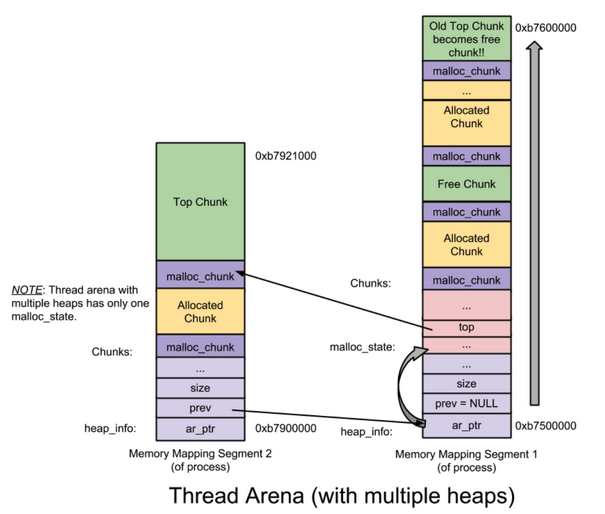 Old Top Chunk
becomes free
chunk!!
0xb7600000
malloc_chunk
...
Allocated
Chunk
malloc_chunk
Free Chunk
malloc_chunk
Allocated
Chunk
Chunks:
malloc_chunk
...
top
malloc_state:
...
...
size
prev = NULL
heap_info:
ar_ptr
0xb7500000
Memory Mapping Segment 1
(of process)
0xb7921000
Top Chunk
malloc_chunk
NOTE: Thread arena with
multiple heaps has only one
malloc_state.
Allocated
Chunk
Chunks:
malloc_chunk
...
size
prev
heap_info:
ar_ptr
0xb7900000
Memory Mapping Segment 2
(of process)
Thread Arena (with multiple heaps)